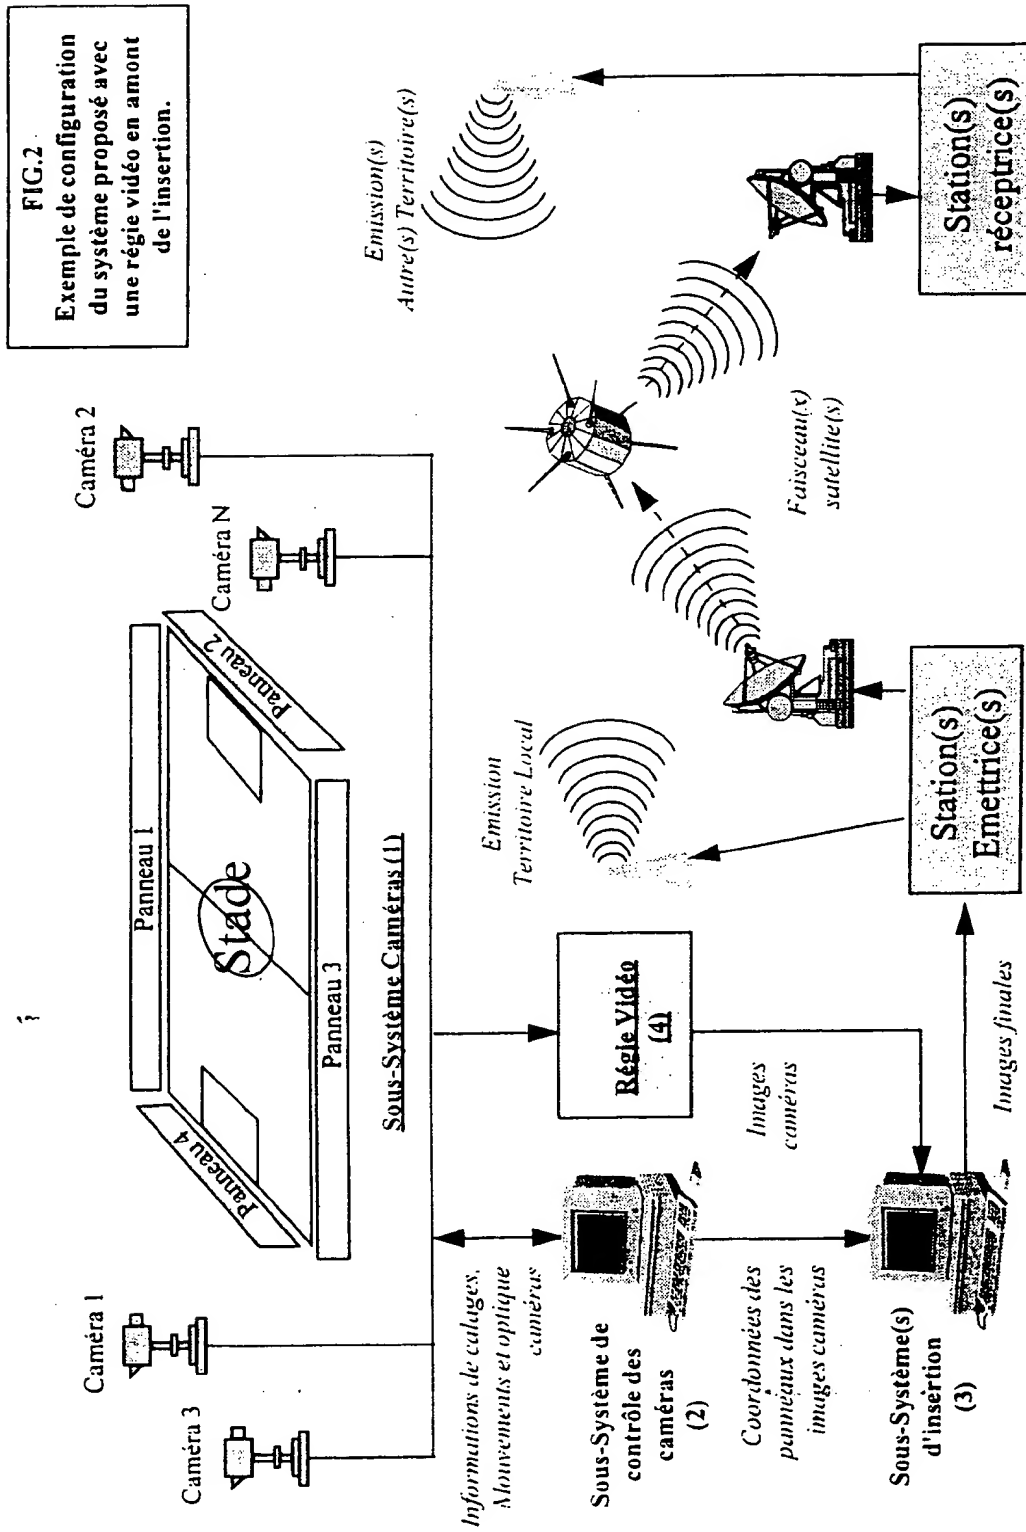 FIG.2
Exemple de configuration
du système proposé avec
une régie vidéo en amont
de l'insertion.
Caméra 3
Caméra 1
Caméra N
Caméra 2
Panneau 1
Panneau 4
Stade
Panneau 2
Panneau 3
Sous-Système Caméras (1)
Informations de calages,
Mouvements et optique
caméras
Sous-Système de
contrôle des
caméras
(2)
Régie Vidéo
(4)
Images
caméras
Coordonnées des
panneaux dans les
images caméras
Sous-Système(s)
d'insertion
(3)
Images finales
Emission
Territoire Local
Station(s)
Emettrice(s)
Faisceau(x)
satellite(s)
Emission(s)
Autre(s) Territoire(s)
Station(s)
réceptrice(s)